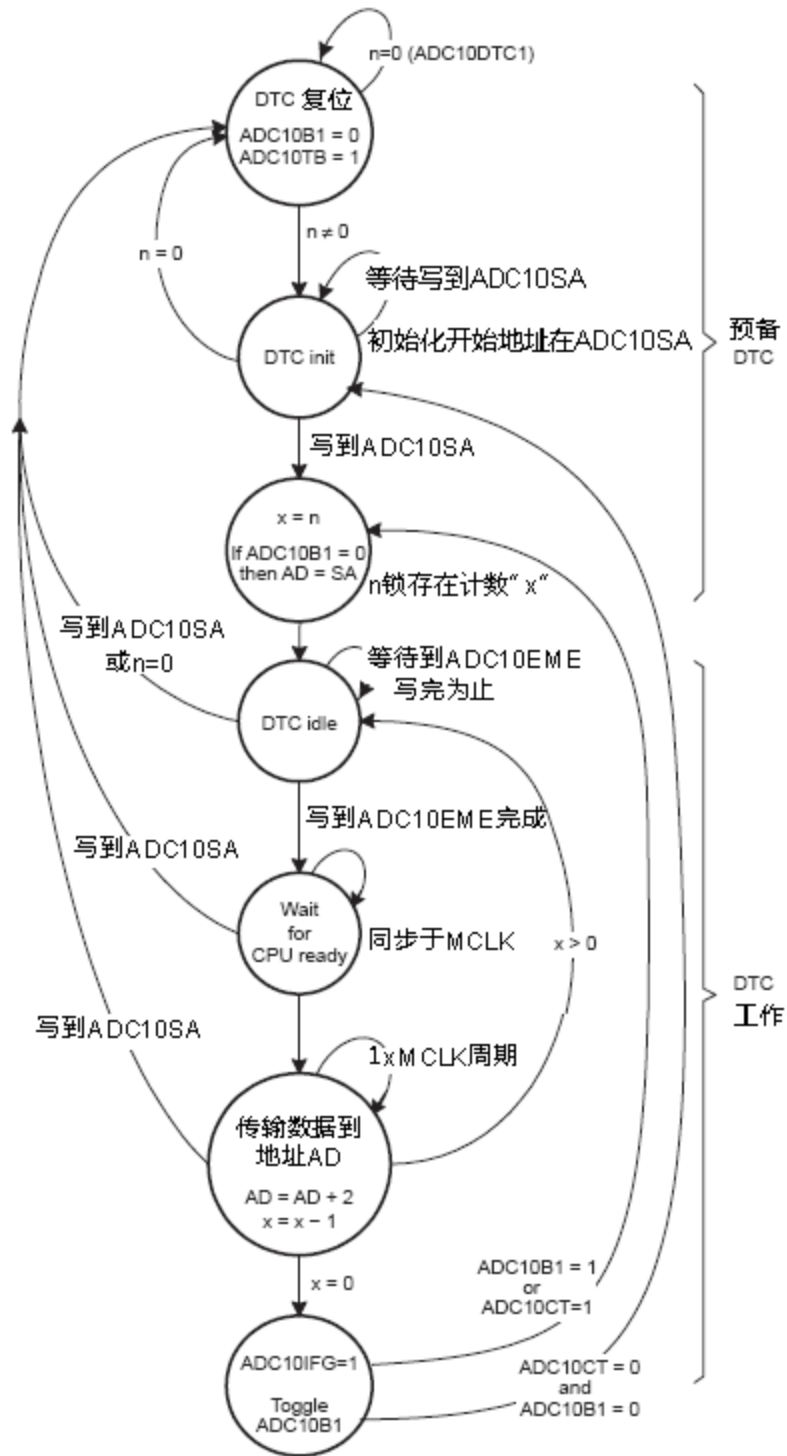 n=0 (ADC10DTC1)
DTC 复位
ADC10B1 = 0
ADC10TB = 1
n ≠ 0
n = 0
等待写到ADC10SA
DTC init
初始化开始地址在ADC10SA
预备
DTC
写到ADC10SA
x = n
If ADC10B1 = 0
then AD = SA
n锁存在计数“x“
写到ADC10SA
或n=0
等待到ADC10EME
写完为止
DTC idle
写到ADC10EME完成
写到ADC10SA
Wait
for
CPU ready
同步于MCLK
x > 0
DTC
工作
写到ADC10SA
1xMCLK周期
传输数据到
地址AD
AD = AD + 2
x = x – 1
x = 0
ADC10B1 = 1
or
ADC10CT=1
ADC10IFG=1
Toggle
ADC10B1
ADC10CT = 0
and
ADC10B1 = 0